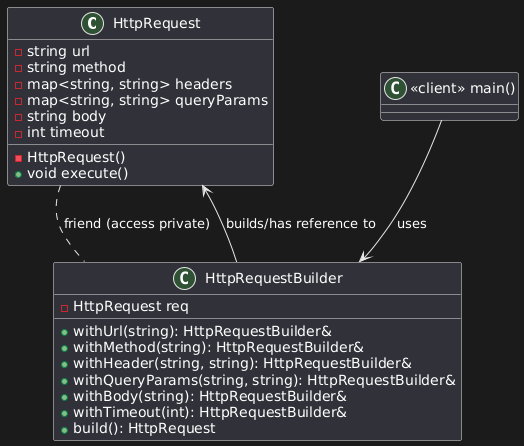 C HttpRequest
string url
string method
map<string, string> headers
map<string, string> queryParams
string body
int timeout
HttpRequest()
void execute()
C «client» main()
friend (access private)
builds/has reference to
uses
C HttpRequestBuilder
HttpRequest req
withUrl(string): HttpRequestBuilder&
withMethod(string): HttpRequestBuilder&
withHeader(string, string): HttpRequestBuilder&
withQueryParams(string, string): HttpRequestBuilder&
withBody(string): HttpRequestBuilder&
withTimeout(int): HttpRequestBuilder&
build(): HttpRequest